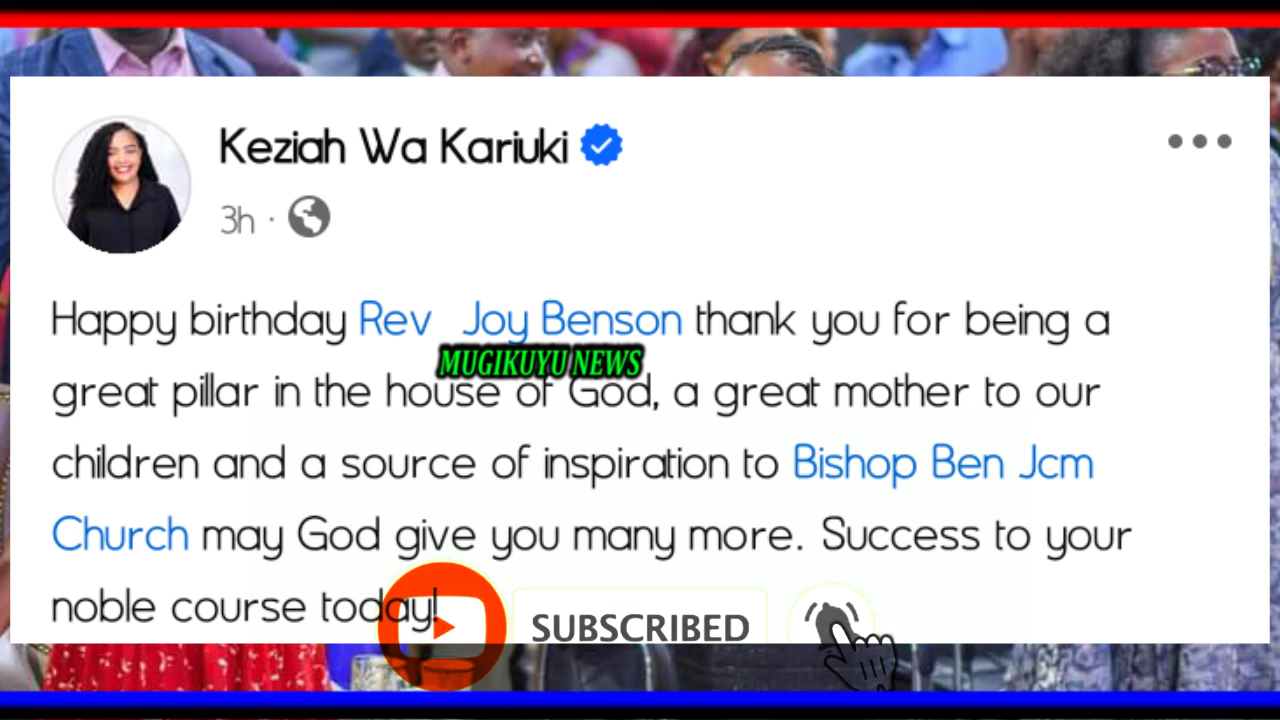 Keziah Wa Kariuki
3h ·
Happy birthday Rev Joy Benson thank you for being a
MUGIKUYU NEWS
great pillar in the house of God, a great mother to our
children and a source of inspiration to Bishop Ben Jcm
Church may God give you many more. Success to your
noble course today!
SUBSCRIBED